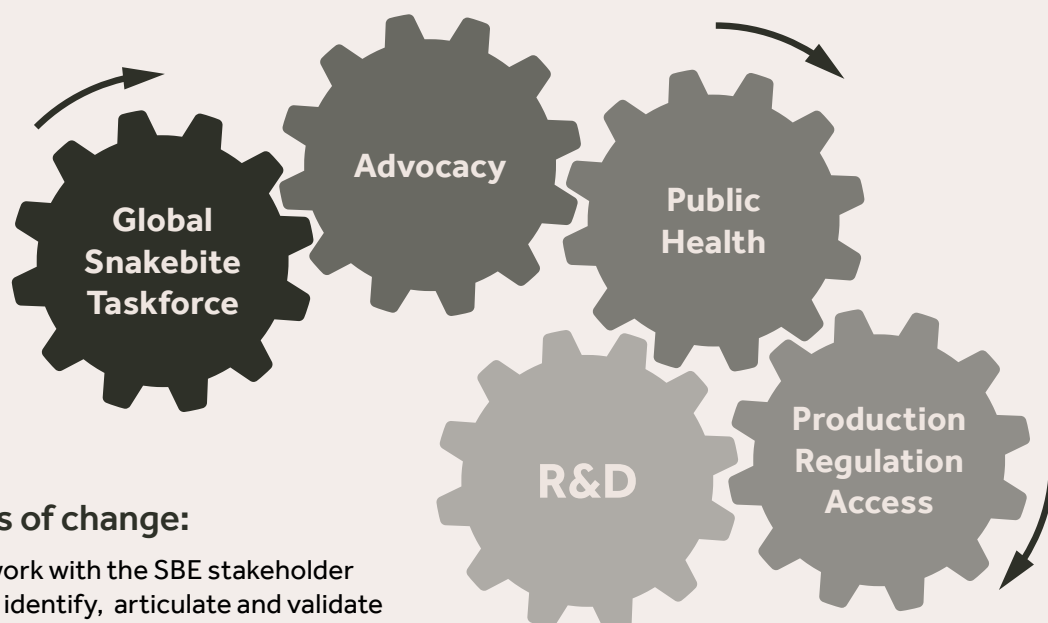 Global
Snakebite
Taskforce
Advocacy
Public
Health
Production
Regulation
Access
R&D
s of change:
work with the SBE stakeholder
identify, articulate and validate